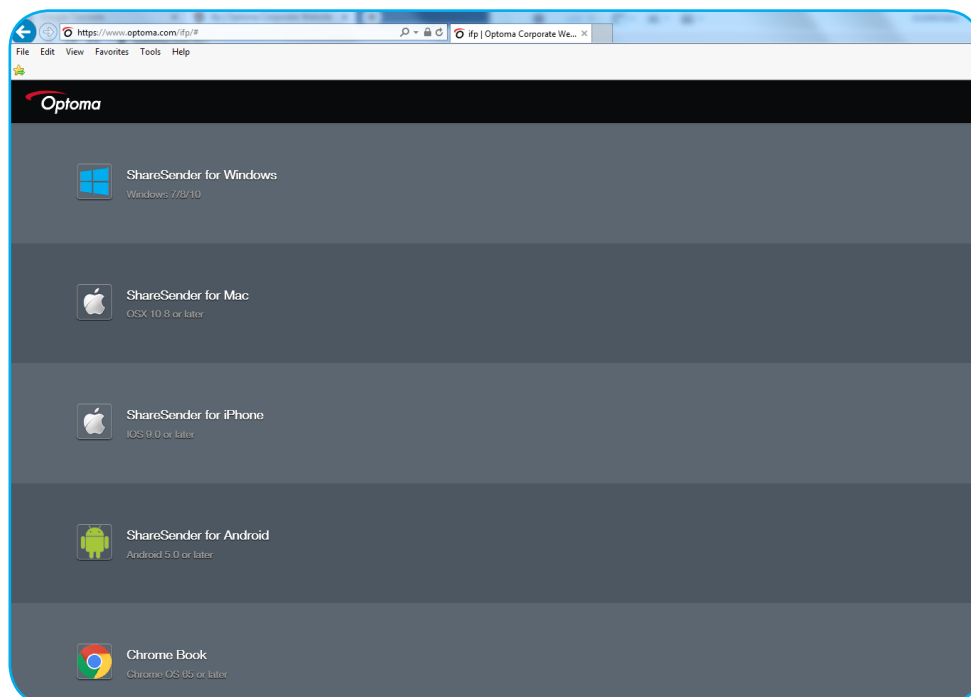 https://www.optoma.com/ifp/#
ifp | Optoma Corporate We...
File Edit View Favorites Tools Help
Optoma
ShareSender for Windows
Windows 7/8/10
ShareSender for Mac
OSX 10.8 or later
ShareSender for iPhone
IOS 9.0 or later
ShareSender for Android
Android 5.0 or later
Chrome Book
Chrome OS 65 or later